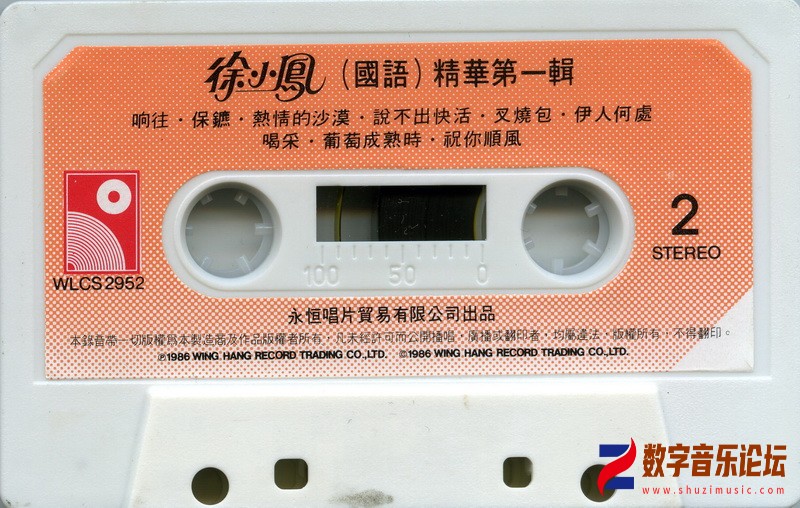 徐小鳳（國語）精華第一輯
响往·保鑣·熱情的沙漠·說不出快活·叉燒包·伊人何處
喝采·葡萄成熟時·祝你順風
2
STEREO
WLCS 2952
100 50 0
永恒唱片貿易有限公司出品
本錄音帶一切版權為本製造商及作品版權者所有，凡未經許可而公開播唱，廣播或翻印者，均屬違法，版權所有，不得翻印。
℗1986 WING HANG RECORD TRADING CO.,LTD. ©1986 WING HANG RECORD TRADING CO.,LTD.
数字音乐论坛
www.shuzimusic.com